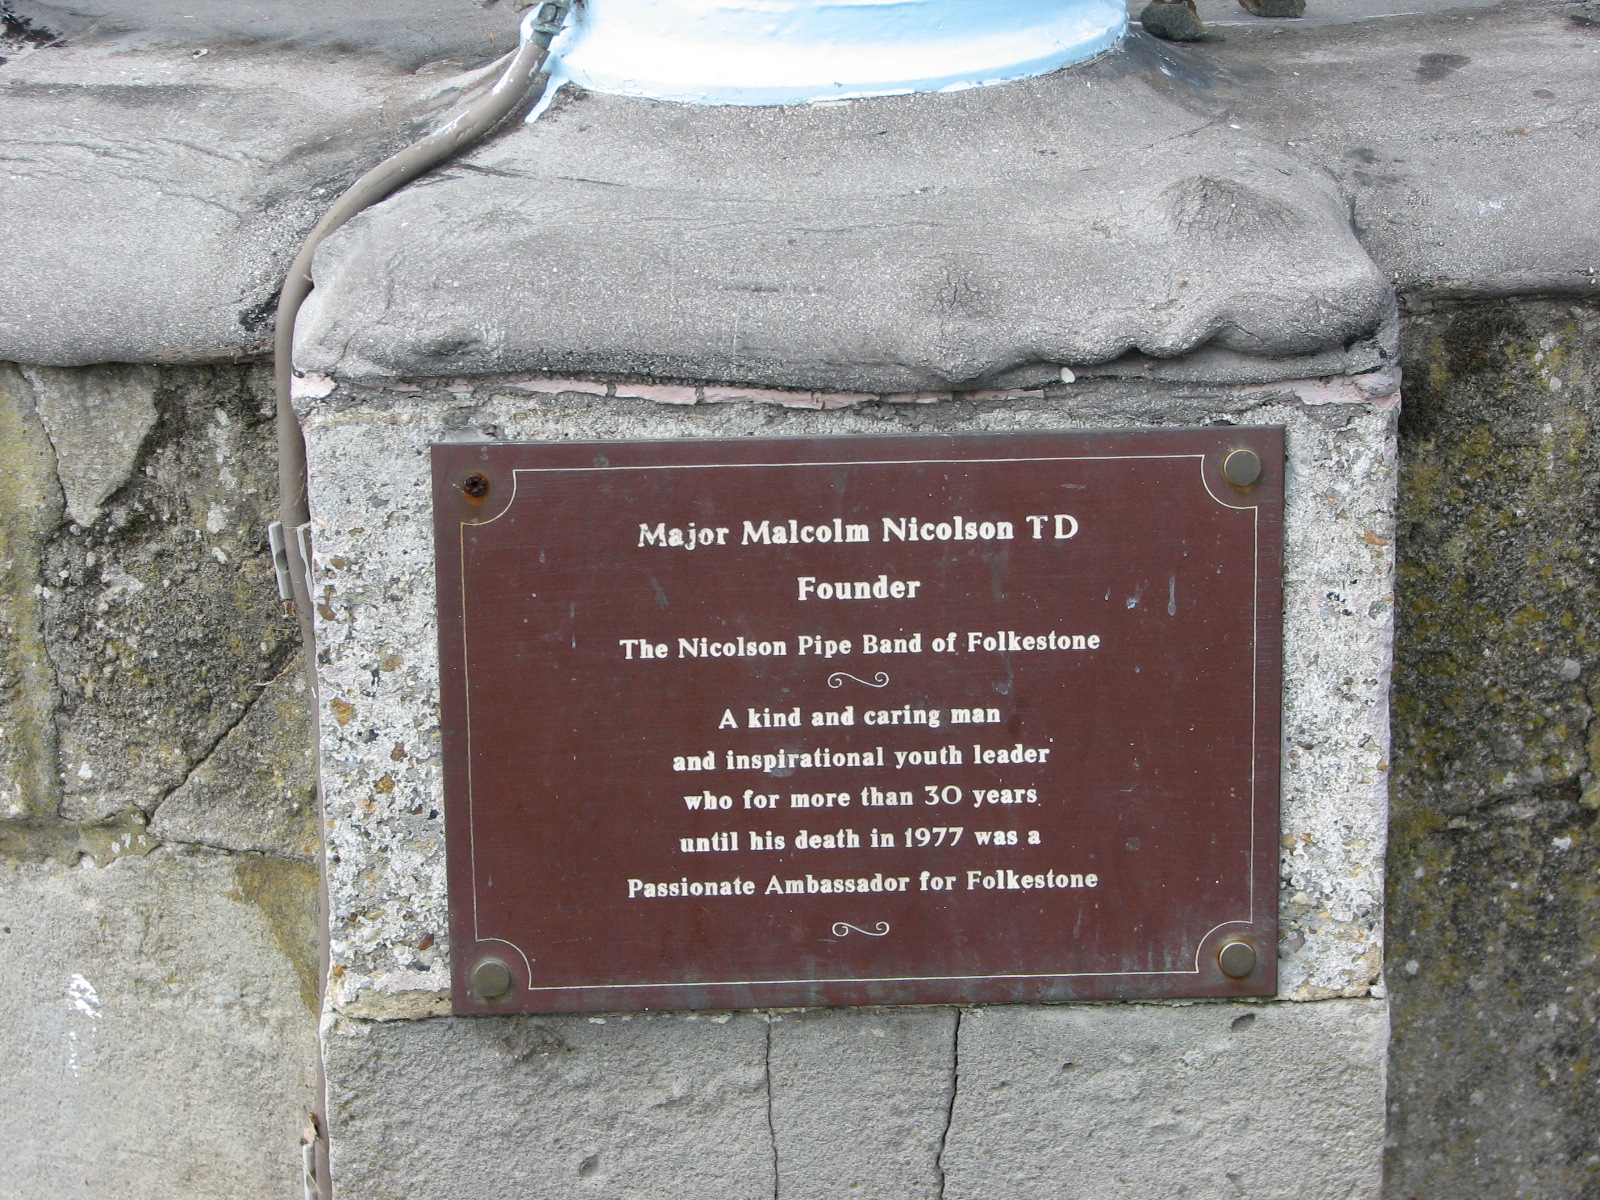 Major Malcolm Nicolson TD
Founder
The Nicolson Pipe Band of Folkestone
A kind and caring man
and inspirational youth leader
who for more than 30 years
until his death in 1977 was a
Passionate Ambassador for Folkestone